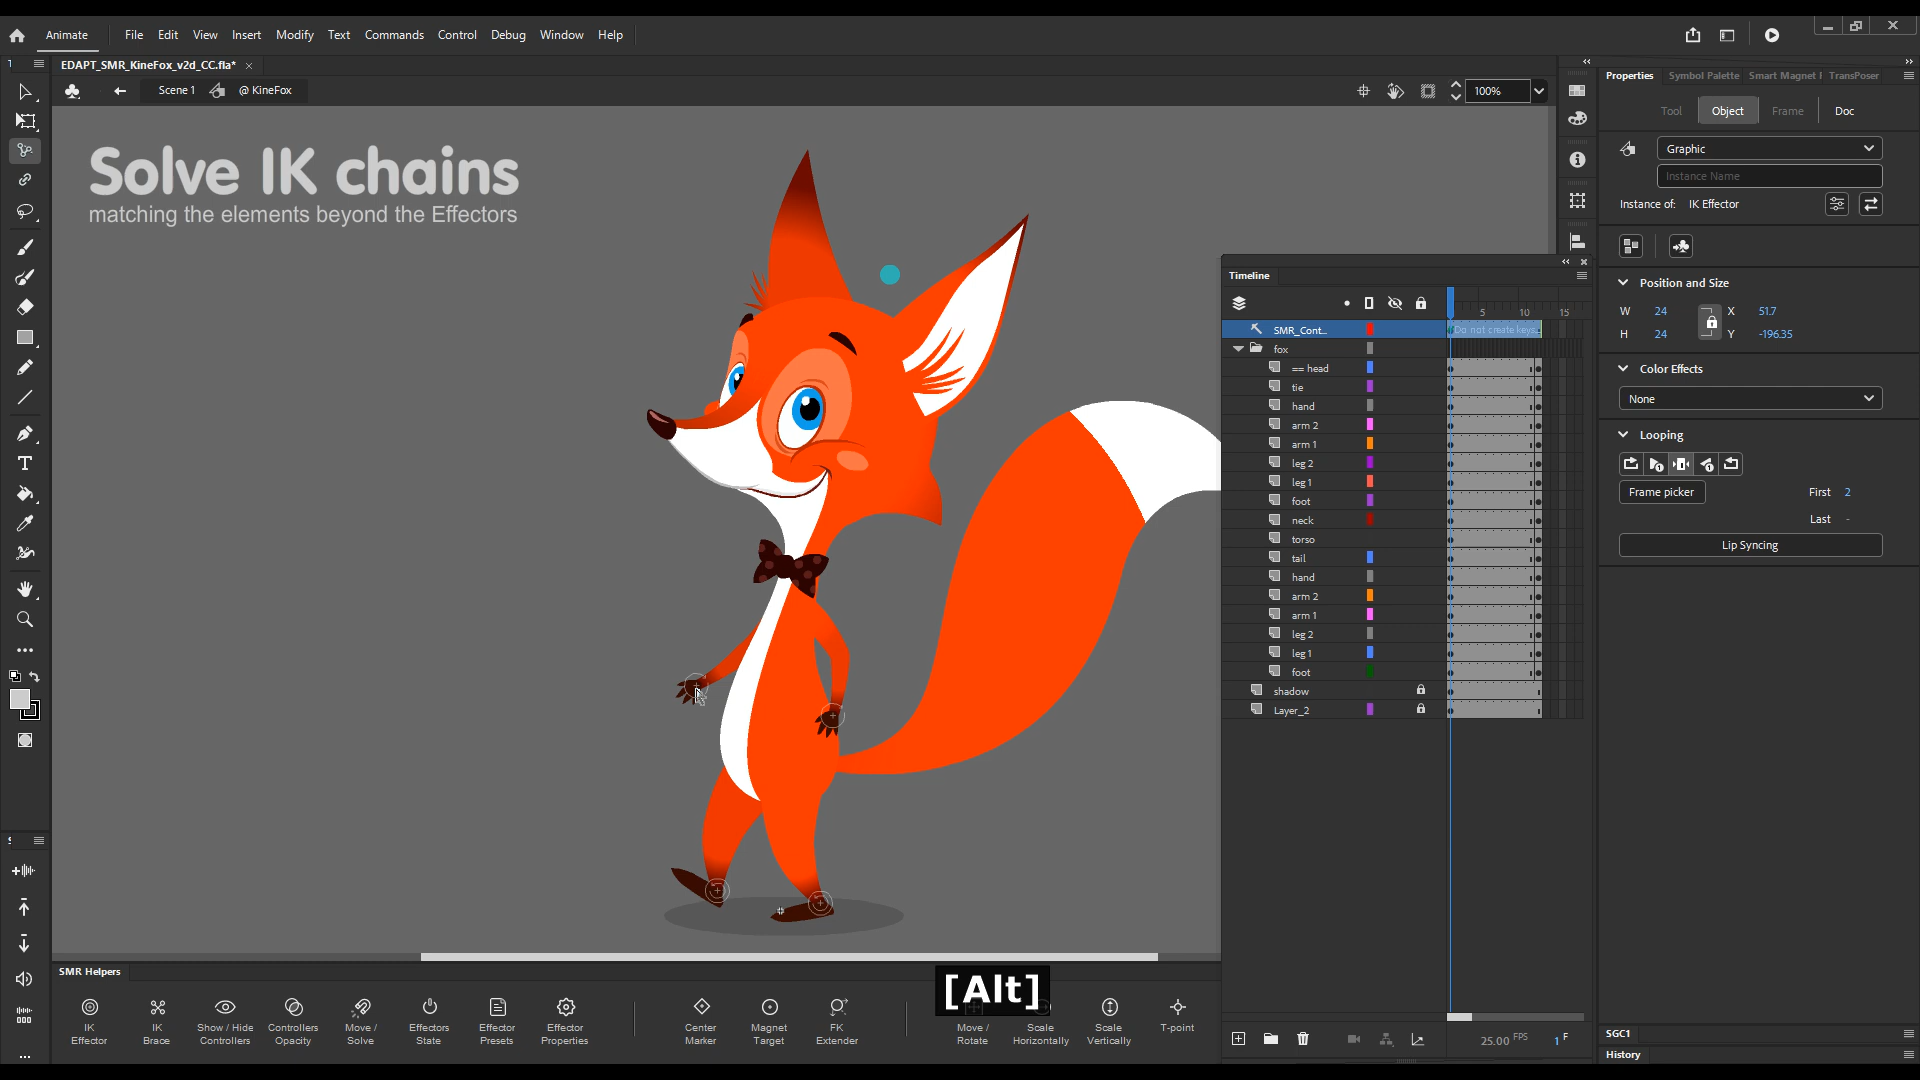 Animate File Edit View Insert Modify Text Commands Control Debug Window Help
EDAPT_SMR_KineFox_v2d_CC.fla*
Scene 1 @ KineFox
100%
Solve IK chains
matching the elements beyond the Effectors
Properties Symbol Palette Smart Magnet TransPoser
Tool Object Frame Doc
Graphic
Instance Name
Instance of: IK Effector
Position and Size
W 24 X 51.7
H 24 Y -196.35
Color Effects
None
Looping
Frame picker First 2
Last -
Lip Syncing
SGC1
History
Timeline
5 10 15
SMR_Cont... Do not create keys...
fox
== head
tie
hand
arm 2
arm 1
leg 2
leg 1
foot
neck
torso
tail
hand
arm 2
arm 1
leg 2
leg 1
foot
shadow
Layer_2
25.00 FPS 1 F
SMR Helpers
[Alt]
IK Effector
IK Brace
Show / Hide Controllers
Controllers Opacity
Move / Solve
Effectors State
Effector Presets
Effector Properties
Center Marker
Magnet Target
FK Extender
Move / Rotate
Scale Horizontally
Scale Vertically
T-point